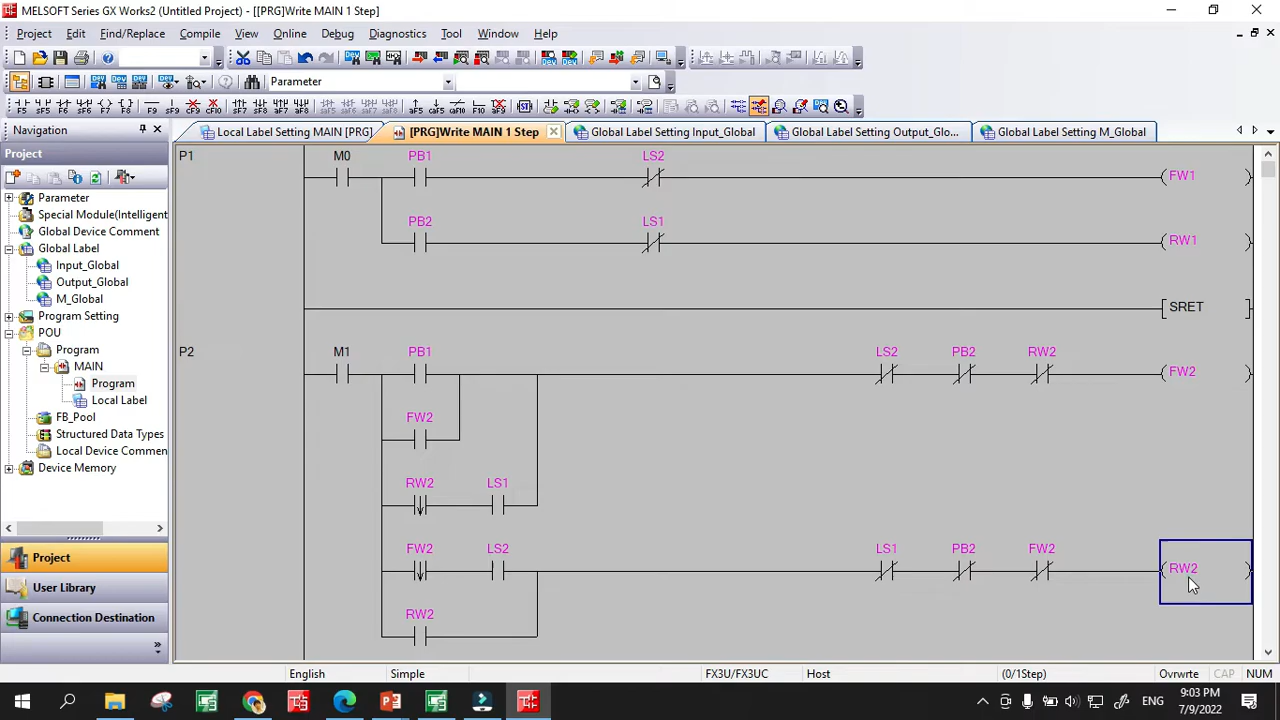 MELSOFT Series GX Works2 (Untitled Project) - [[PRG]Write MAIN 1 Step]
Project Edit Find/Replace Compile View Online Debug Diagnostics Tool Window Help
Parameter
Navigation
Local Label Setting MAIN [PRG] [PRG]Write MAIN 1 Step Global Label Setting Input_Global Global Label Setting Output_Glo... Global Label Setting M_Global
Project
Parameter
Special Module(Intelligent
Global Device Comment
Global Label
Input_Global
Output_Global
M_Global
Program Setting
POU
Program
MAIN
Program
Local Label
FB_Pool
Structured Data Types
Local Device Commen
Device Memory
Project
User Library
Connection Destination
P1 M0 PB1 LS2 FW1
PB2 LS1 RW1
SRET
P2 M1 PB1 LS2 PB2 RW2 FW2
FW2
RW2 LS1
FW2 LS2 LS1 PB2 FW2 RW2
RW2
English Simple FX3U/FX3UC Host (0/1Step) Ovrwrte CAP NUM
ENG 9:03 PM
7/9/2022